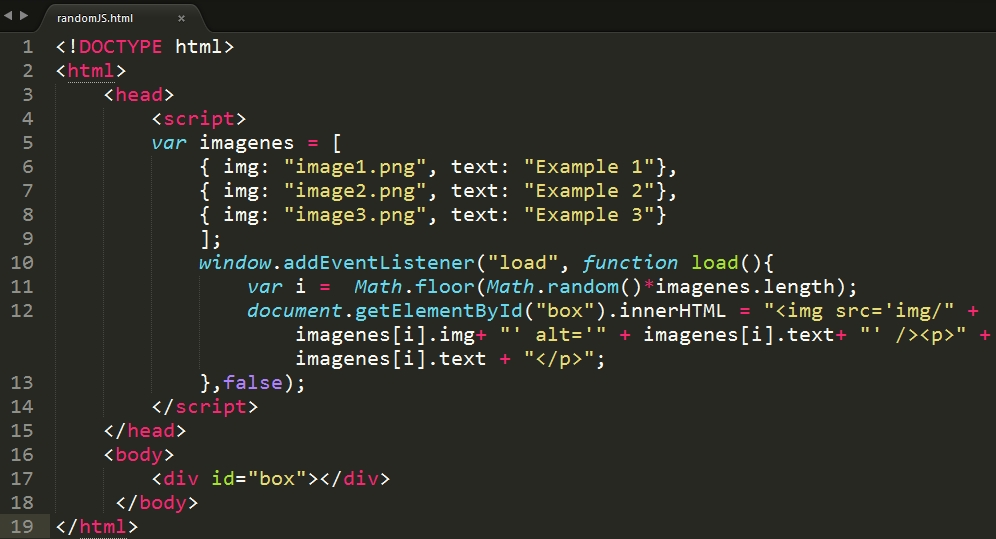 randomJS.html ×
1 <!DOCTYPE html>
2 <html>
3 <head>
4 <script>
5 var imagenes = [
6 { img: "image1.png", text: "Example 1"},
7 { img: "image2.png", text: "Example 2"},
8 { img: "image3.png", text: "Example 3"}
9 ];
10 window.addEventListener("load", function load(){
11 var i =  Math.floor(Math.random()*imagenes.length);
12 document.getElementById("box").innerHTML = "<img src='img/" +
imagenes[i].img+ "' alt='" + imagenes[i].text+ "' /><p>" +
imagenes[i].text + "</p>";
13 },false);
14 </script>
15 </head>
16 <body>
17 <div id="box"></div>
18 </body>
19 </html>